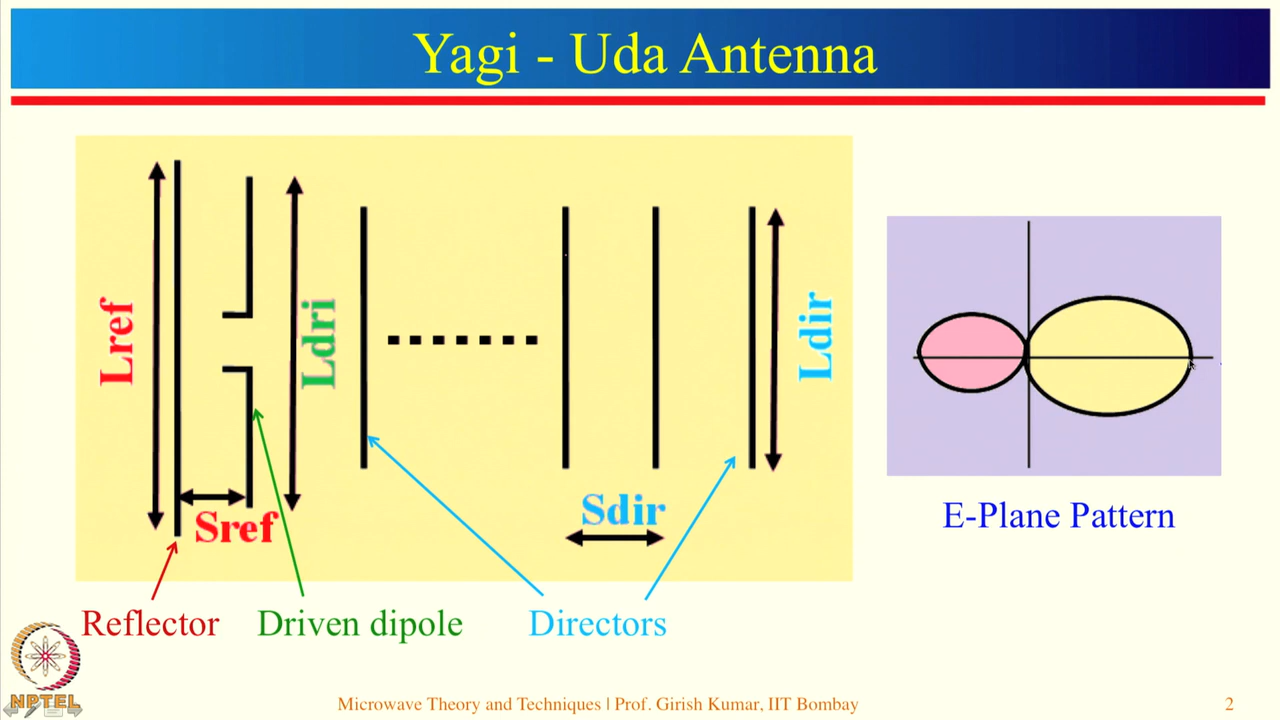 Yagi - Uda Antenna
Lref
Ldri
Ldir
Sref
Sdir
E-Plane Pattern
Reflector
Driven dipole
Directors
NPTEL
Microwave Theory and Techniques | Prof. Girish Kumar, IIT Bombay
2